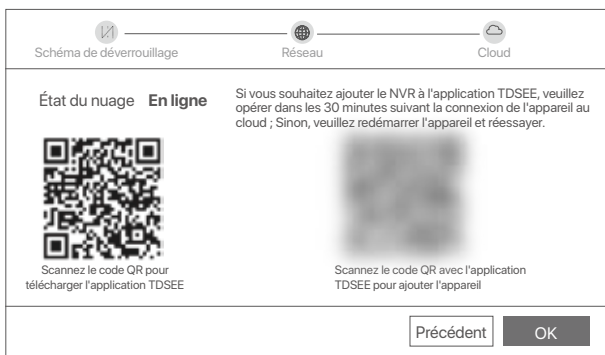 Schéma de déverrouillage
Réseau
Cloud
État du nuage En ligne
Si vous souhaitez ajouter le NVR à l'application TDSEE, veuillez
opérer dans les 30 minutes suivant la connexion de l'appareil au
cloud ; Sinon, veuillez redémarrer l'appareil et réessayer.
Scannez le code QR pour
télécharger l'application TDSEE
Scannez le code QR avec l'application
TDSEE pour ajouter l'appareil
Précédent
OK